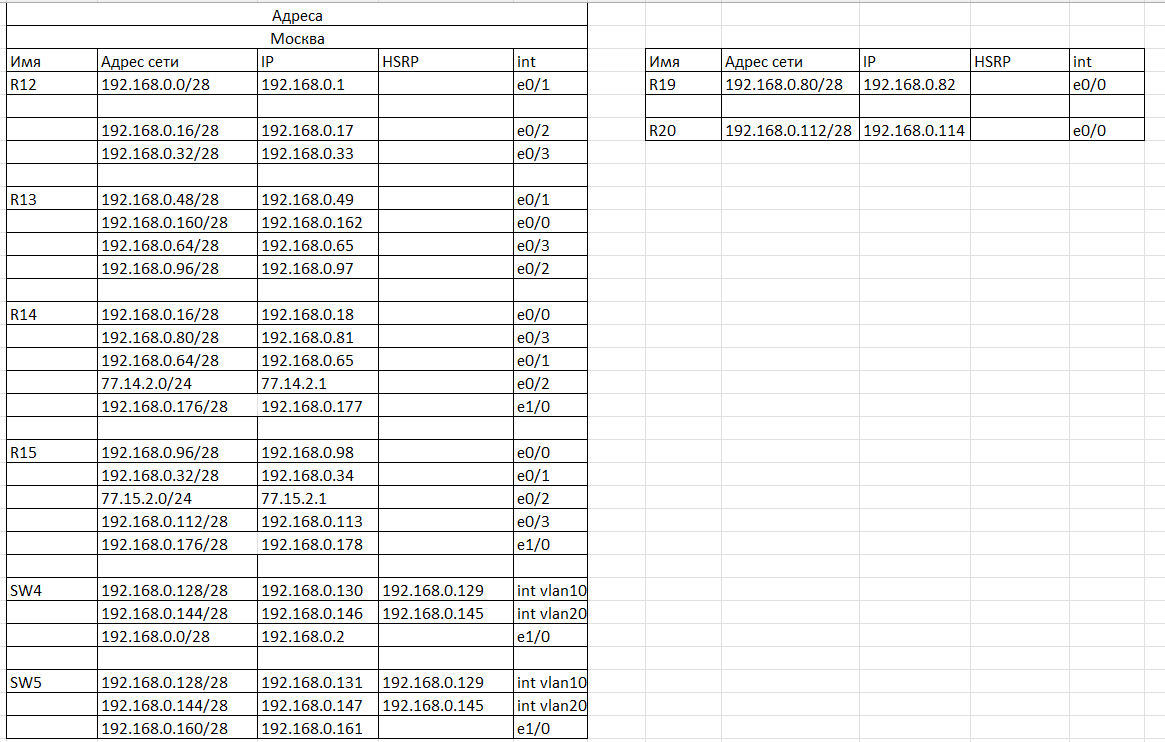 Адреса
Москва
Имя Адрес сети IP HSRP int
R12 192.168.0.0/28 192.168.0.1 e0/1
192.168.0.16/28 192.168.0.17 e0/2
192.168.0.32/28 192.168.0.33 e0/3
R13 192.168.0.48/28 192.168.0.49 e0/1
192.168.0.160/28 192.168.0.162 e0/0
192.168.0.64/28 192.168.0.65 e0/3
192.168.0.96/28 192.168.0.97 e0/2
R14 192.168.0.16/28 192.168.0.18 e0/0
192.168.0.80/28 192.168.0.81 e0/3
192.168.0.64/28 192.168.0.65 e0/1
77.14.2.0/24 77.14.2.1 e0/2
192.168.0.176/28 192.168.0.177 e1/0
R15 192.168.0.96/28 192.168.0.98 e0/0
192.168.0.32/28 192.168.0.34 e0/1
77.15.2.0/24 77.15.2.1 e0/2
192.168.0.112/28 192.168.0.113 e0/3
192.168.0.176/28 192.168.0.178 e1/0
SW4 192.168.0.128/28 192.168.0.130 192.168.0.129 int vlan10
192.168.0.144/28 192.168.0.146 192.168.0.145 int vlan20
192.168.0.0/28 192.168.0.2 e1/0
SW5 192.168.0.128/28 192.168.0.131 192.168.0.129 int vlan10
192.168.0.144/28 192.168.0.147 192.168.0.145 int vlan20
192.168.0.160/28 192.168.0.161 e1/0
Имя Адрес сети IP HSRP int
R19 192.168.0.80/28 192.168.0.82 e0/0
R20 192.168.0.112/28 192.168.0.114 e0/0